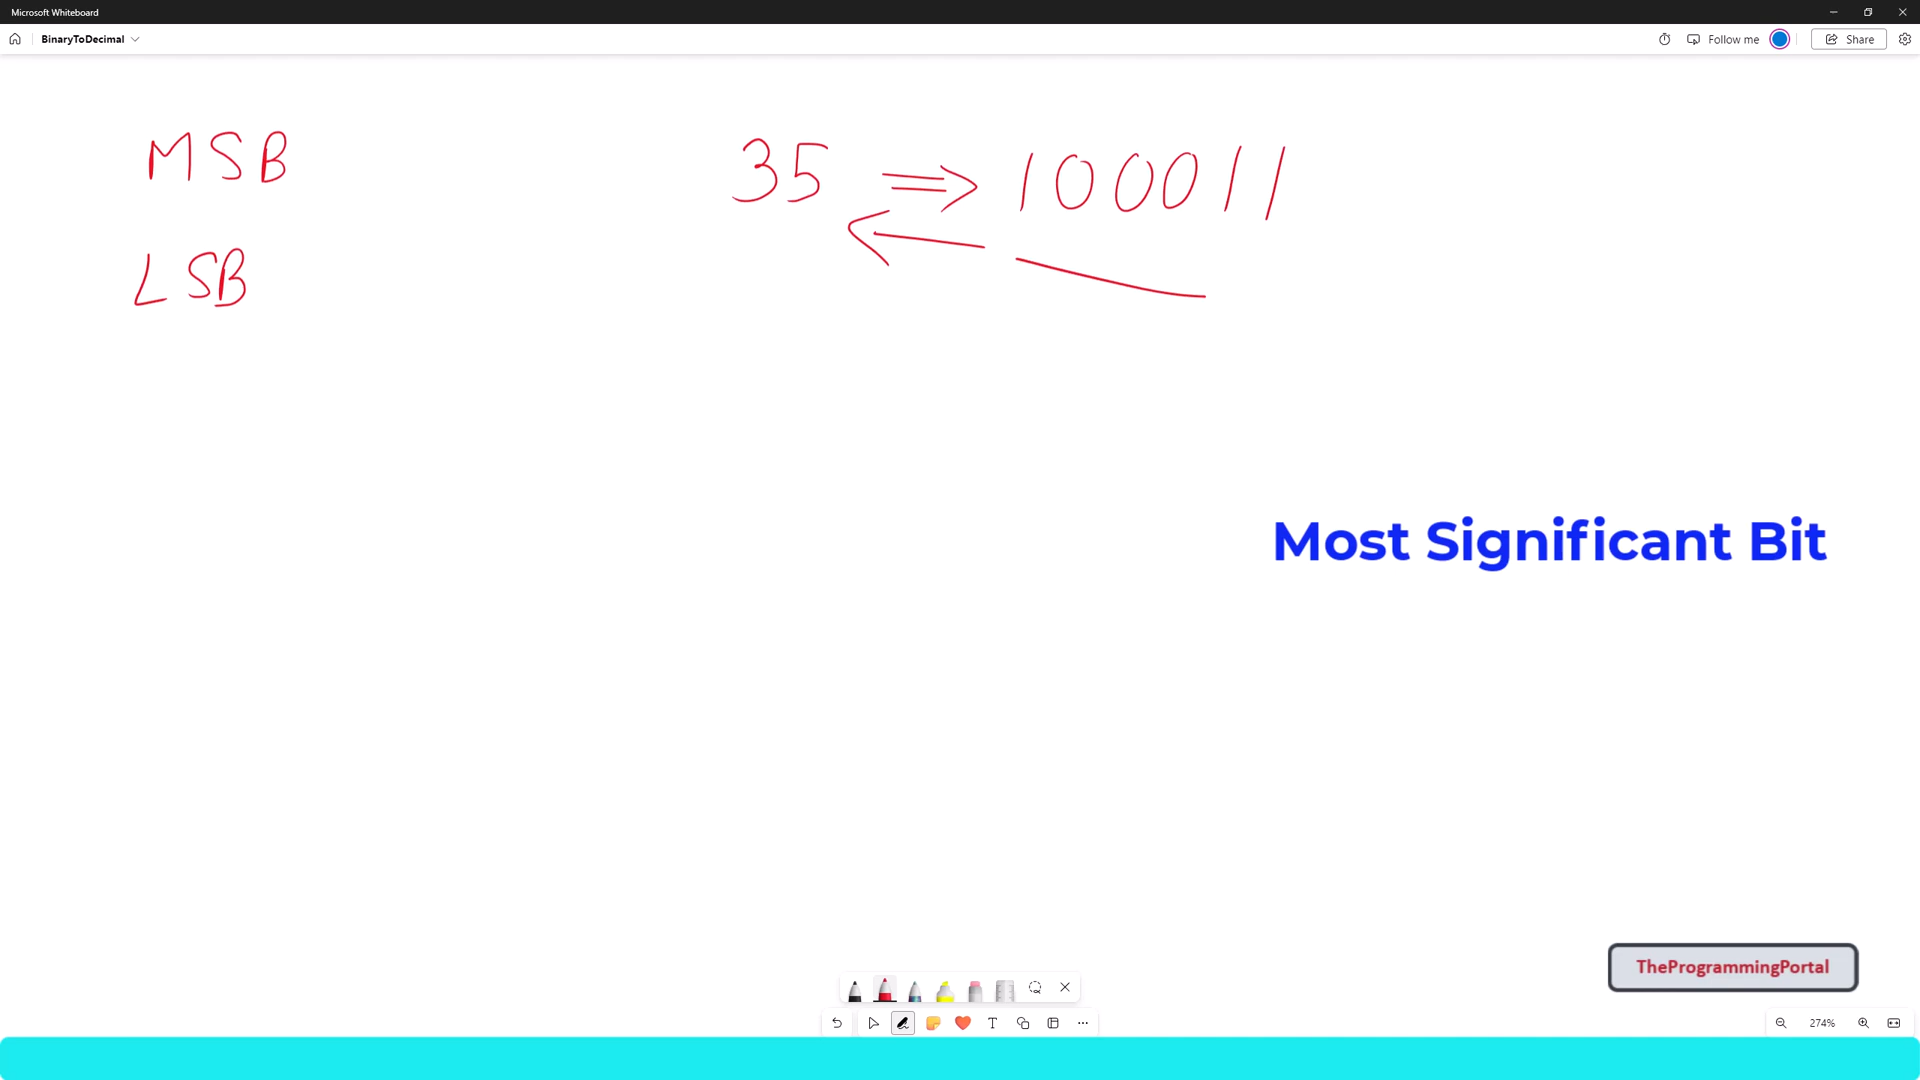 Microsoft Whiteboard
BinaryToDecimal
Follow me
Share
MSB
35 ⇒ 100011
LSB
Most Significant Bit
TheProgrammingPortal
274%